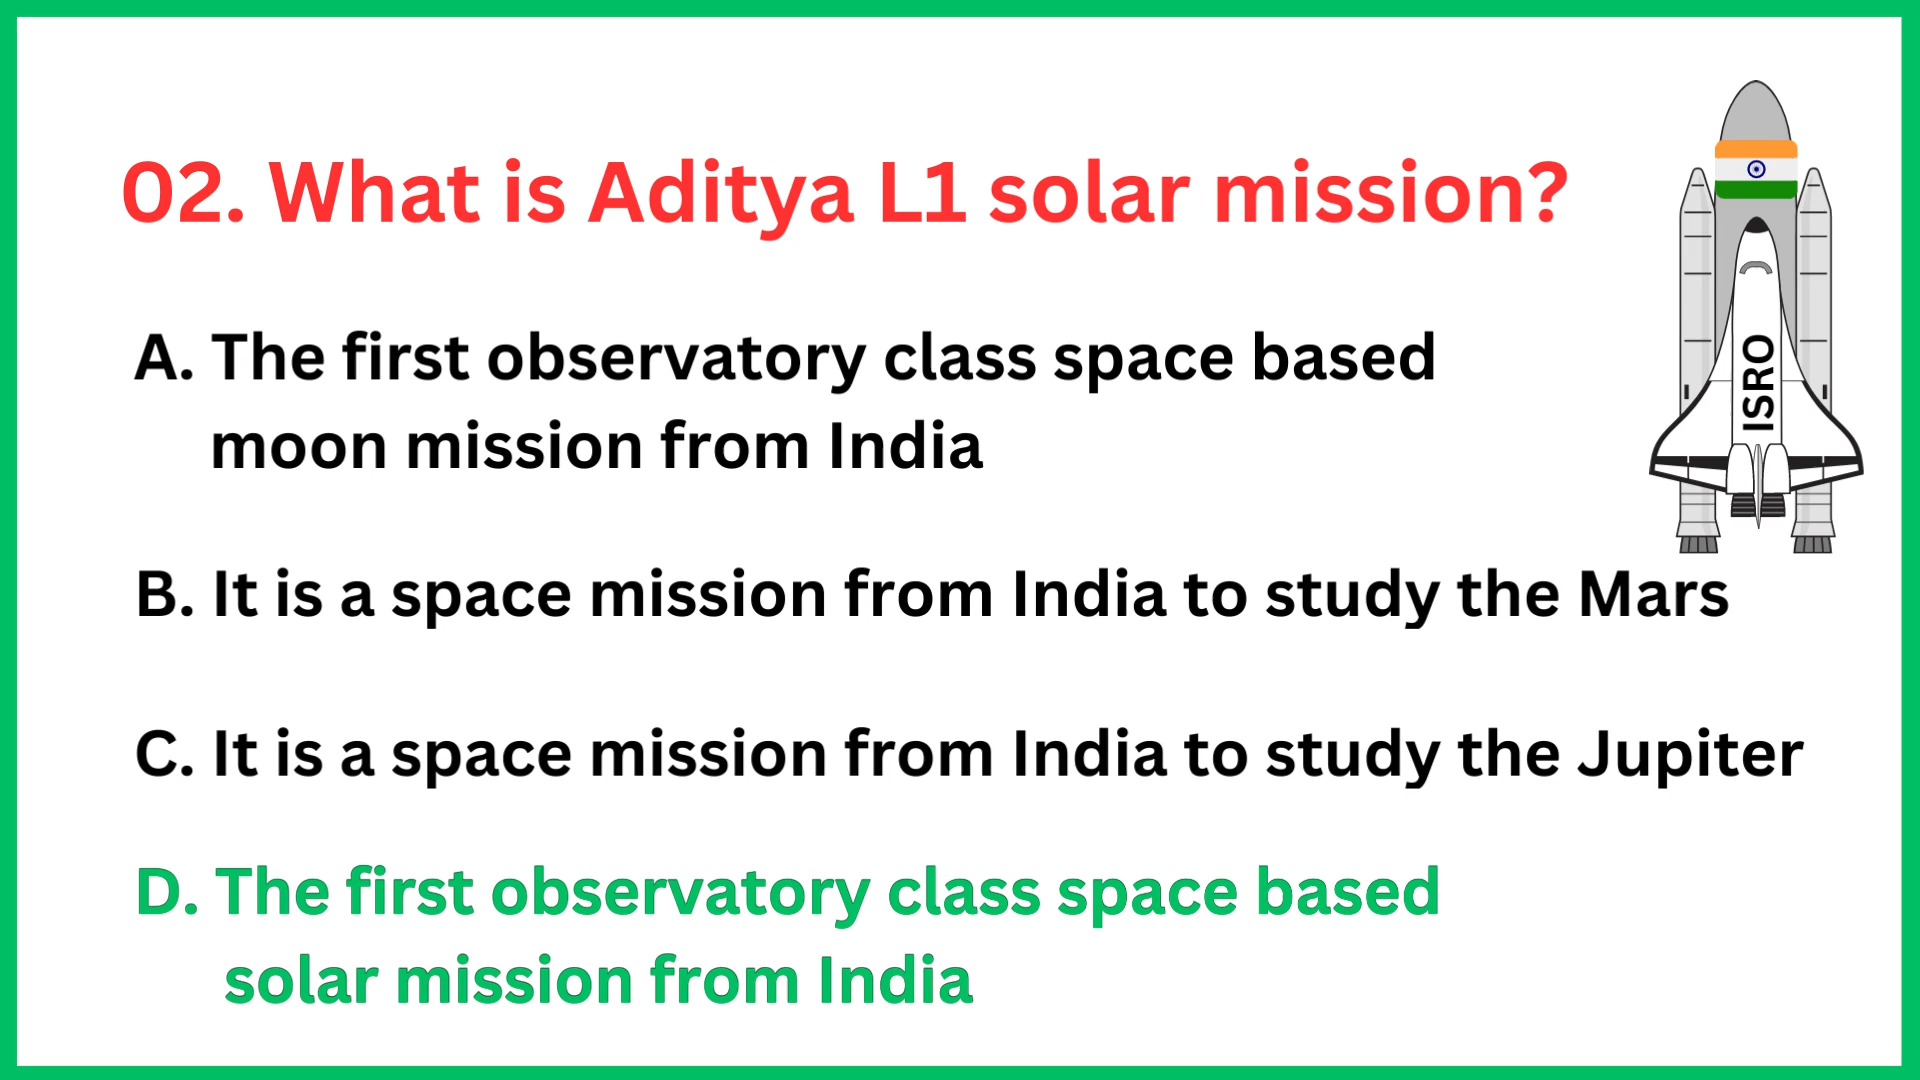 02. What is Aditya L1 solar mission?
A. The first observatory class space based
moon mission from India
B. It is a space mission from India to study the Mars
C. It is a space mission from India to study the Jupiter
D. The first observatory class space based
solar mission from India
ISRO